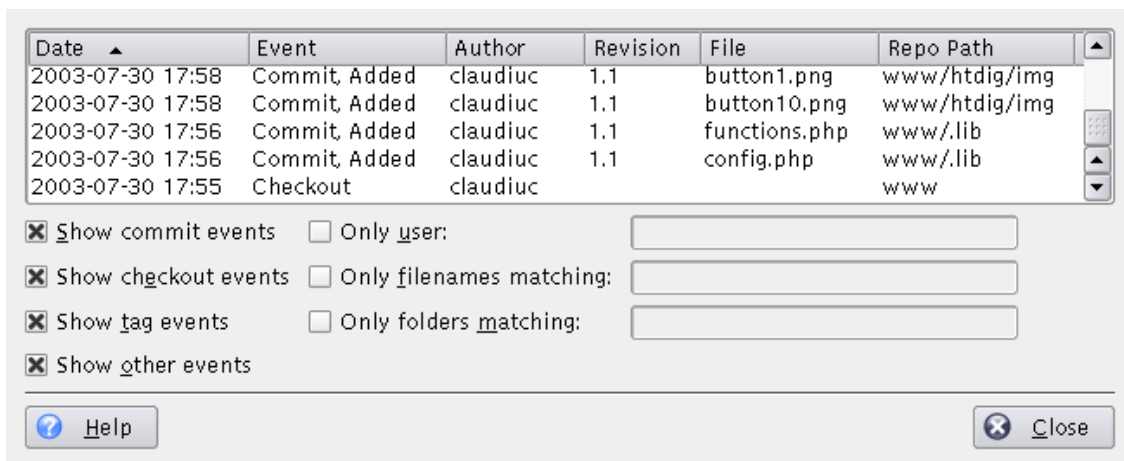 Date Event Author Revision File Repo Path
2003-07-30 17:58 Commit, Added claudiuc 1.1 button1.png www/htdig/img
2003-07-30 17:58 Commit, Added claudiuc 1.1 button10.png www/htdig/img
2003-07-30 17:56 Commit, Added claudiuc 1.1 functions.php www/.lib
2003-07-30 17:56 Commit, Added claudiuc 1.1 config.php www/.lib
2003-07-30 17:55 Checkout claudiuc www
Show commit events Only user:
Show checkout events Only filenames matching:
Show tag events Only folders matching:
Show other events
Help Close